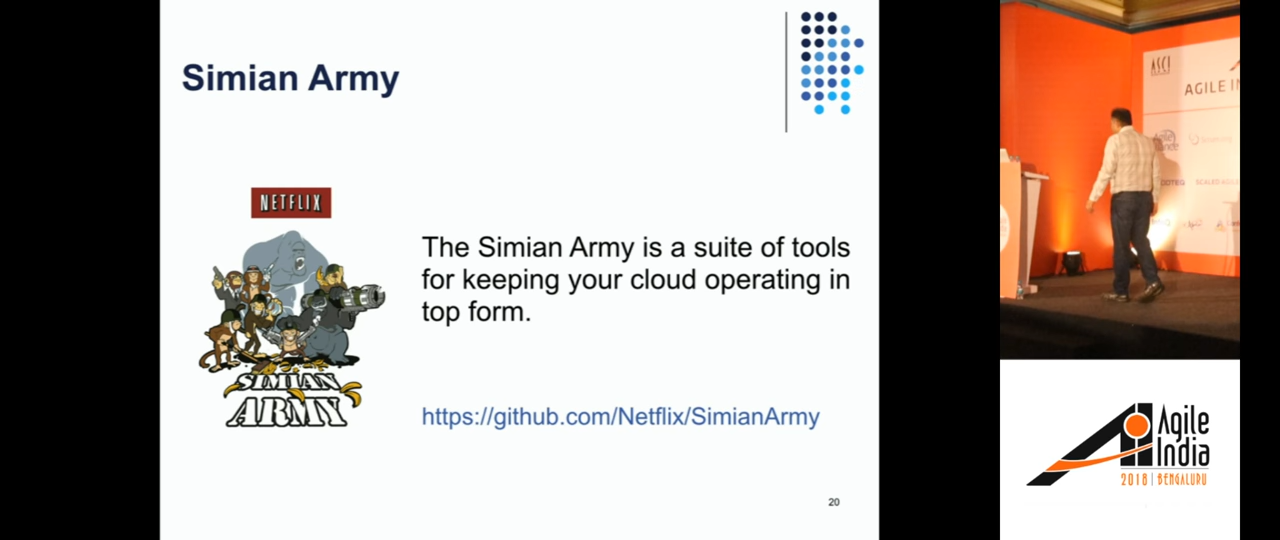 Simian Army
NETFLIX
The Simian Army is a suite of tools
for keeping your cloud operating in
top form.
SIMIAN
ARMY
https://github.com/Netflix/SimianArmy
20
ASCI
AGILE
Agile
India
2018 | BENGALURU